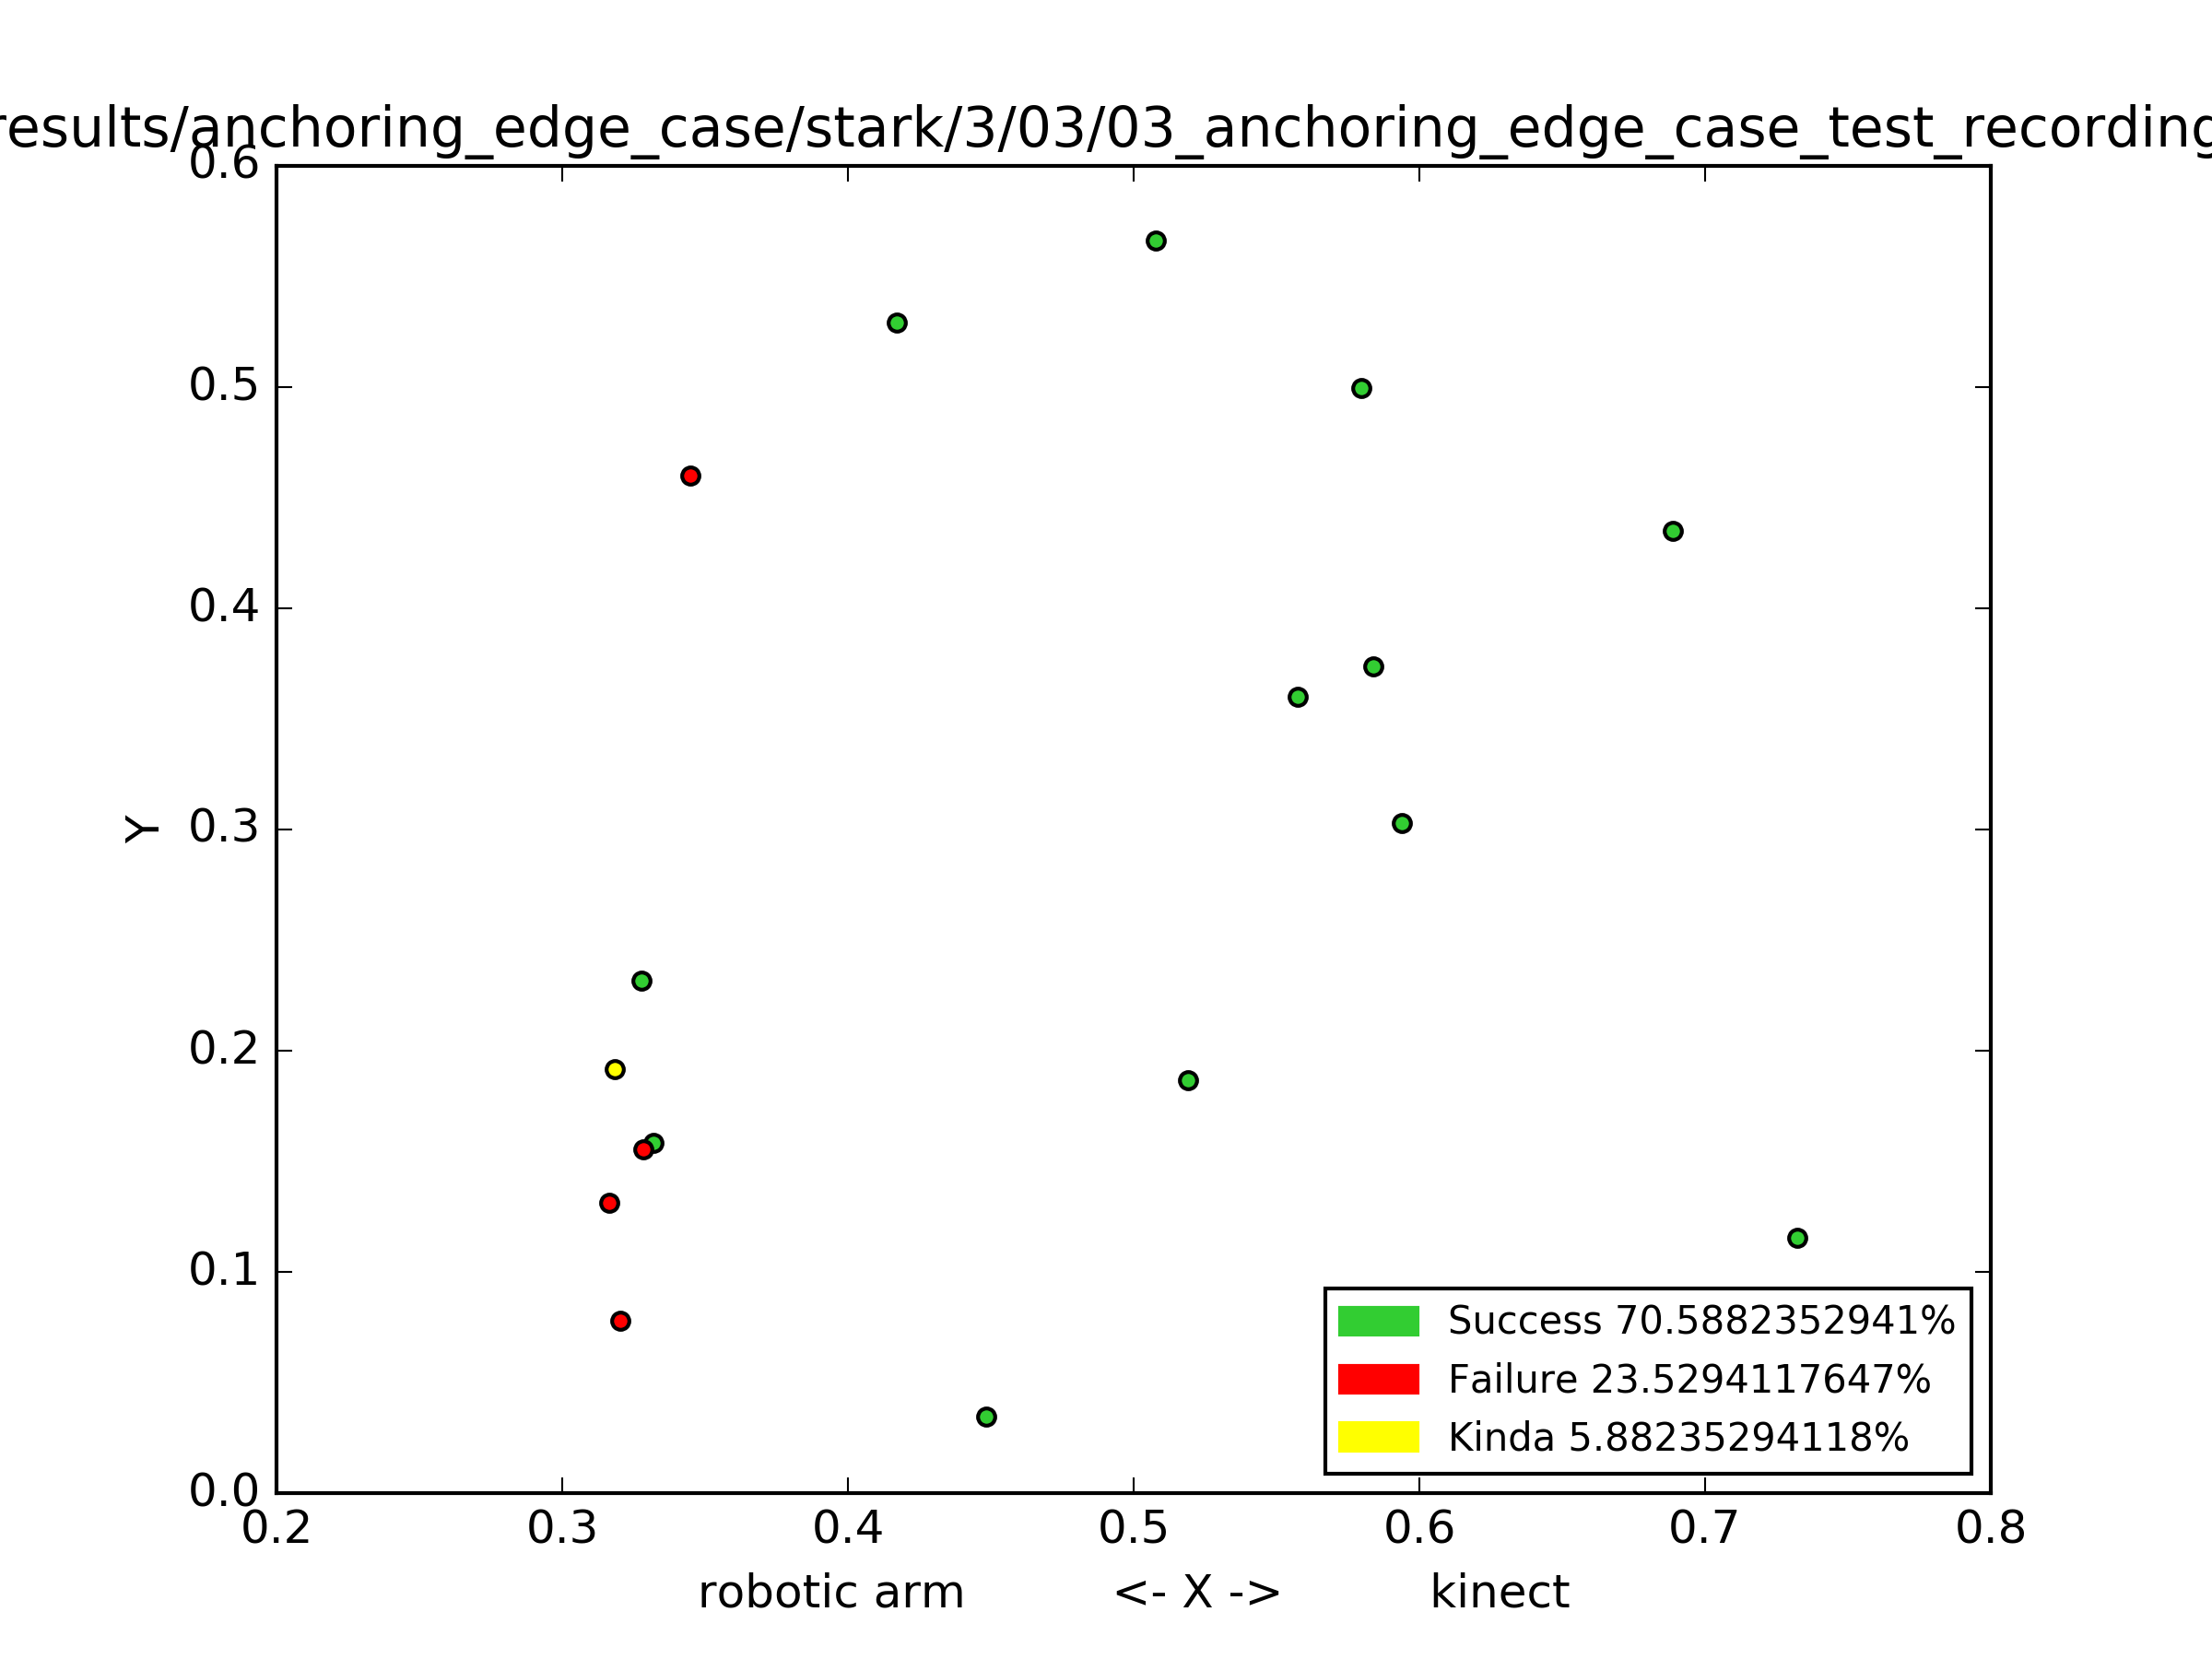 results/anchoring_edge_case/stark/3/03/03_anchoring_edge_case_test_recording
0.6
0.5
0.4
0.3
0.2
0.1
0.0
Y
Success 70.5882352941%
Failure 23.5294117647%
Kinda 5.88235294118%
0.2 0.3 0.4 0.5 0.6 0.7 0.8
robotic arm <- X -> kinect